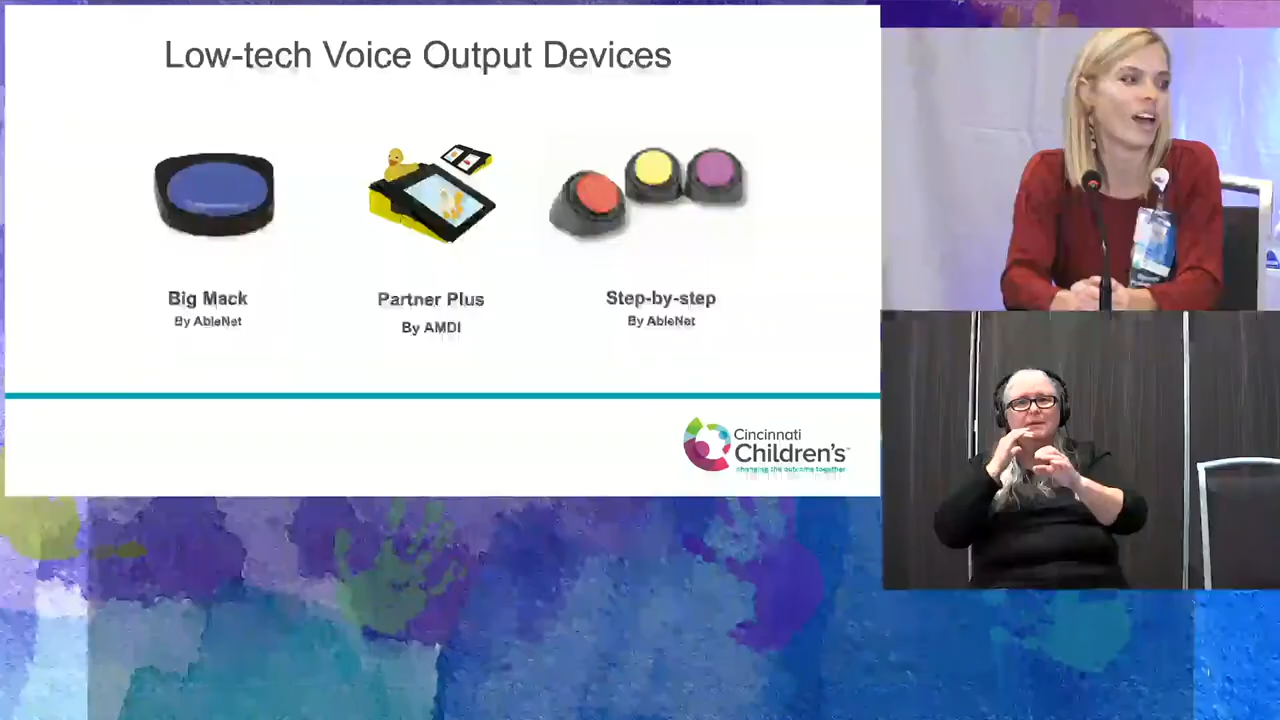 Low-tech Voice Output Devices
Big Mack
By AbleNet
Partner Plus
By AMDI
Step-by-step
By AbleNet
Cincinnati
Children's™
changing the outcome together